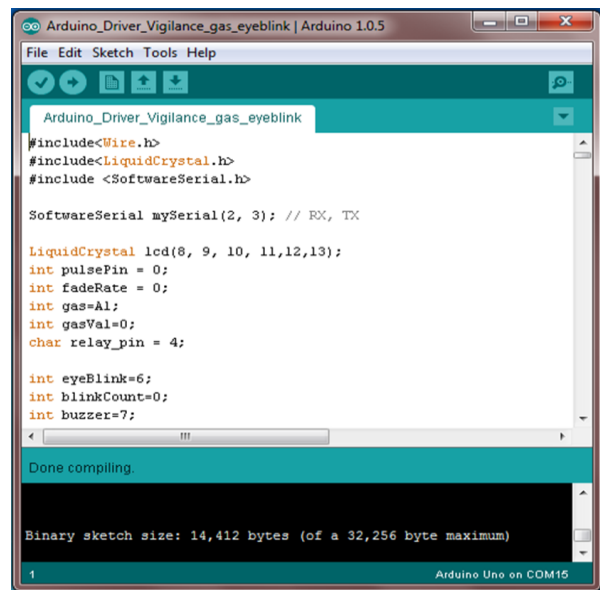 Arduino_Driver_Vigilance_gas_eyeblink | Arduino 1.0.5
File Edit Sketch Tools Help
Arduino_Driver_Vigilance_gas_eyeblink
#include<Wire.h>
#include<LiquidCrystal.h>
#include <SoftwareSerial.h>
SoftwareSerial mySerial(2, 3); // RX, TX
LiquidCrystal lcd(8, 9, 10, 11,12,13);
int pulsePin = 0;
int fadeRate = 0;
int gas=A1;
int gasVal=0;
char relay_pin = 4;
int eyeBlink=6;
int blinkCount=0;
int buzzer=7;
Done compiling.
Binary sketch size: 14,412 bytes (of a 32,256 byte maximum)
1 Arduino Uno on COM15